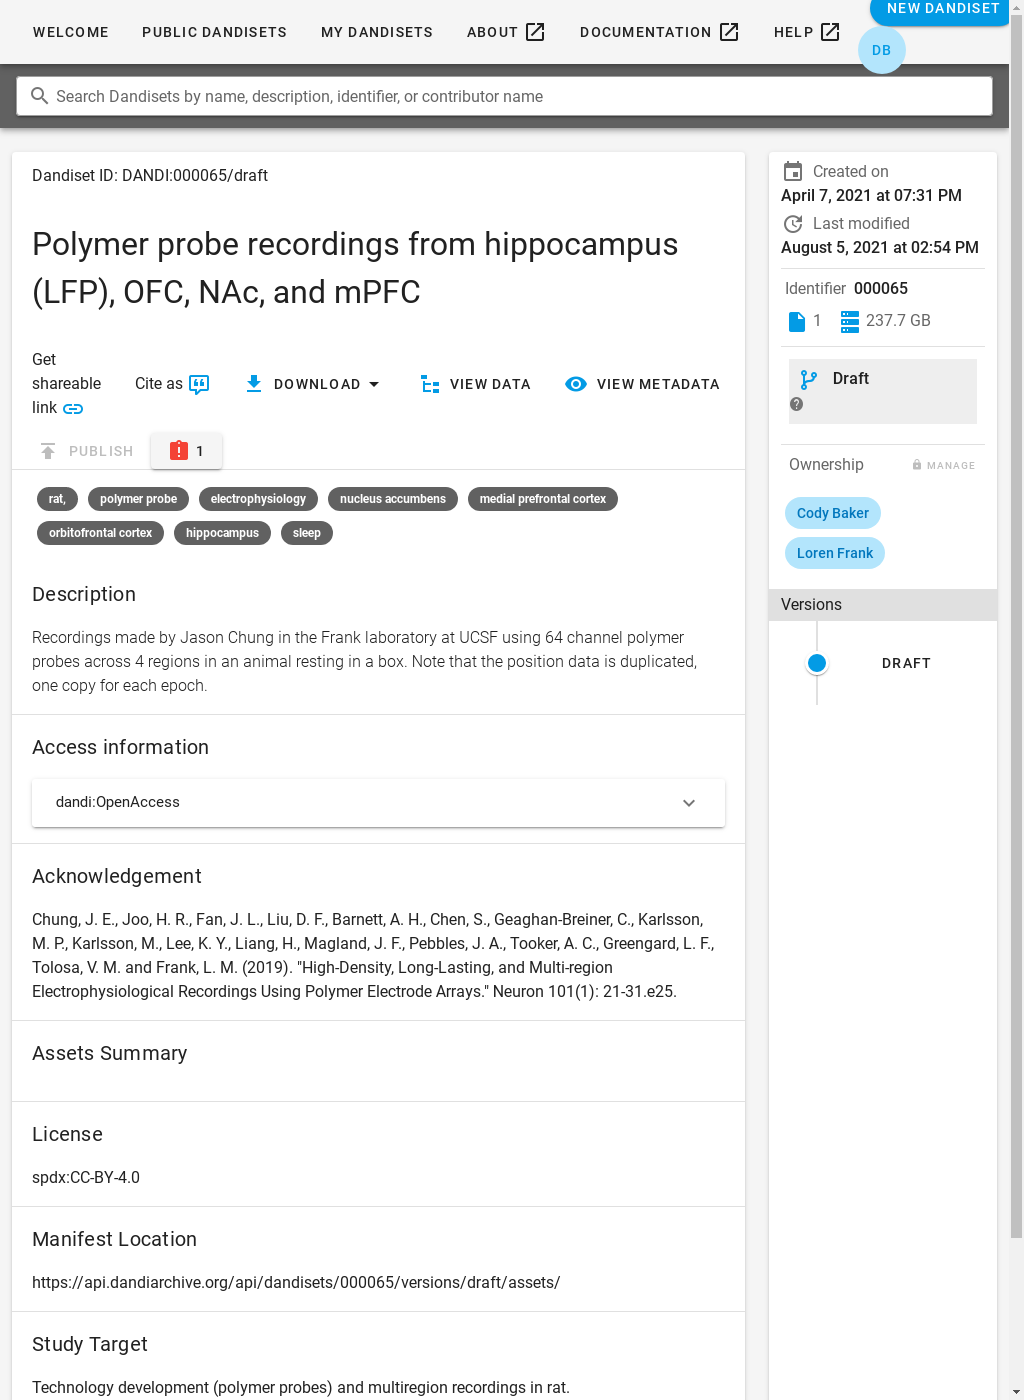 WELCOME PUBLIC DANDISETS MY DANDISETS ABOUT DOCUMENTATION HELP NEW DANDISET
DB
Search Dandisets by name, description, identifier, or contributor name
Dandiset ID: DANDI:000065/draft
Polymer probe recordings from hippocampus
(LFP), OFC, NAc, and mPFC
Get
shareable
link
Cite as
DOWNLOAD
VIEW DATA
VIEW METADATA
PUBLISH
1
rat, polymer probe electrophysiology nucleus accumbens medial prefrontal cortex
orbitofrontal cortex hippocampus sleep
Description
Recordings made by Jason Chung in the Frank laboratory at UCSF using 64 channel polymer
probes across 4 regions in an animal resting in a box. Note that the position data is duplicated,
one copy for each epoch.
Access information
dandi:OpenAccess
Acknowledgement
Chung, J. E., Joo, H. R., Fan, J. L., Liu, D. F., Barnett, A. H., Chen, S., Geaghan-Breiner, C., Karlsson,
M. P., Karlsson, M., Lee, K. Y., Liang, H., Magland, J. F., Pebbles, J. A., Tooker, A. C., Greengard, L. F.,
Tolosa, V. M. and Frank, L. M. (2019). "High-Density, Long-Lasting, and Multi-region
Electrophysiological Recordings Using Polymer Electrode Arrays." Neuron 101(1): 21-31.e25.
Assets Summary
License
spdx:CC-BY-4.0
Manifest Location
https://api.dandiarchive.org/api/dandisets/000065/versions/draft/assets/
Study Target
Technology development (polymer probes) and multiregion recordings in rat.
Created on
April 7, 2021 at 07:31 PM
Last modified
August 5, 2021 at 02:54 PM
Identifier 000065
1 237.7 GB
Draft
?
Ownership MANAGE
Cody Baker
Loren Frank
Versions
DRAFT